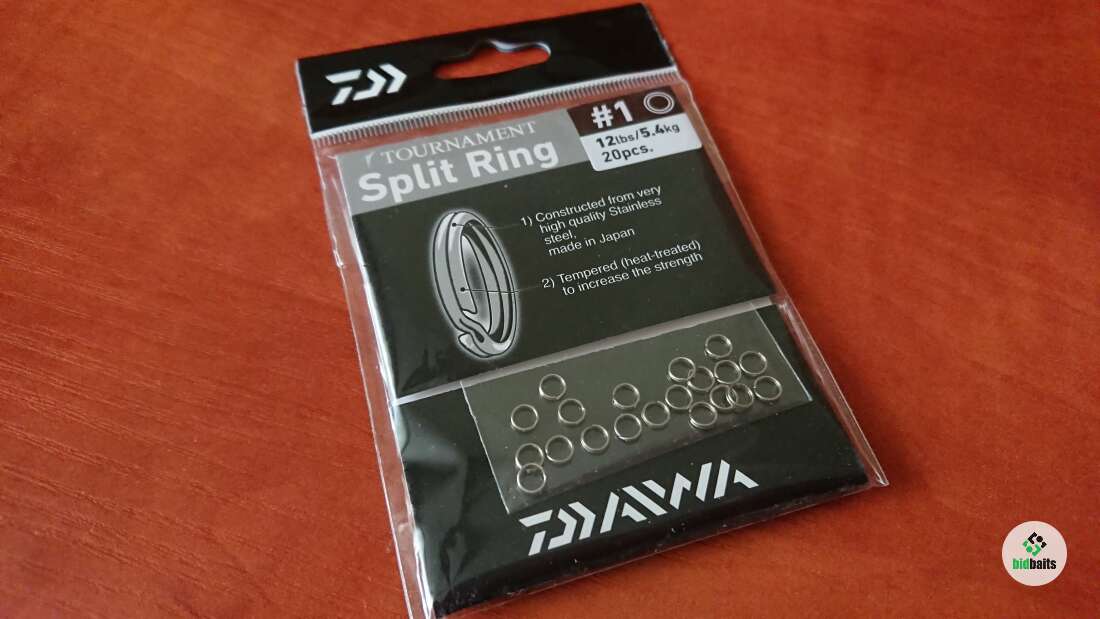 #1
12lbs/5.4kg
20pcs.
TOURNAMENT
Split Ring
1) Constructed from very
high quality Stainless
steel,
made in Japan
2) Tempered (heat-treated)
to increase the strength
DAIWA
bidbaits